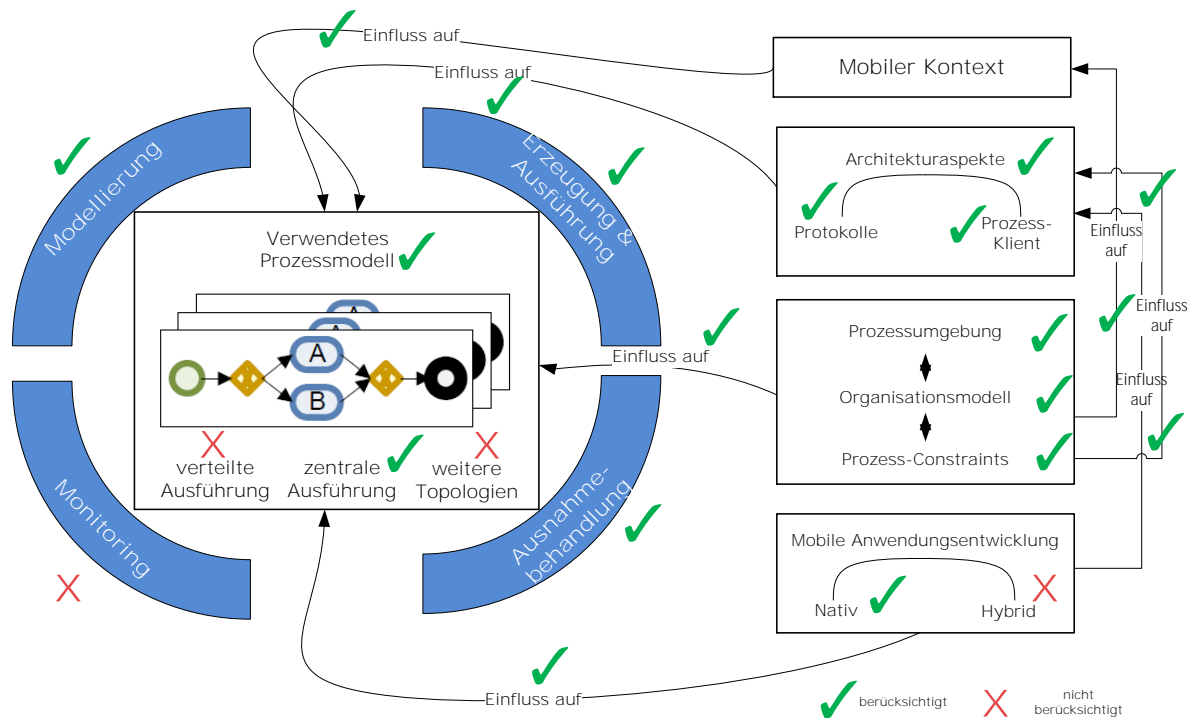 Einfluss auf
Einfluss auf
Mobiler Kontext
Modellierung
Erzeugung &
Ausführung
Architekturaspekte
Protokolle
Prozess-
Klient
Einfluss
auf
Verwendetes
Prozessmodell
A
A
A
B
verteilte
Ausführung
zentrale
Ausführung
weitere
Topologien
Einfluss auf
Prozessumgebung
Organisationsmodell
Prozess-Constraints
Einfluss
auf
Einfluss
auf
Monitoring
Ausnahme-
behandlung
Mobile Anwendungsentwicklung
Nativ
Hybrid
Einfluss auf
berücksichtigt
nicht
berücksichtigt